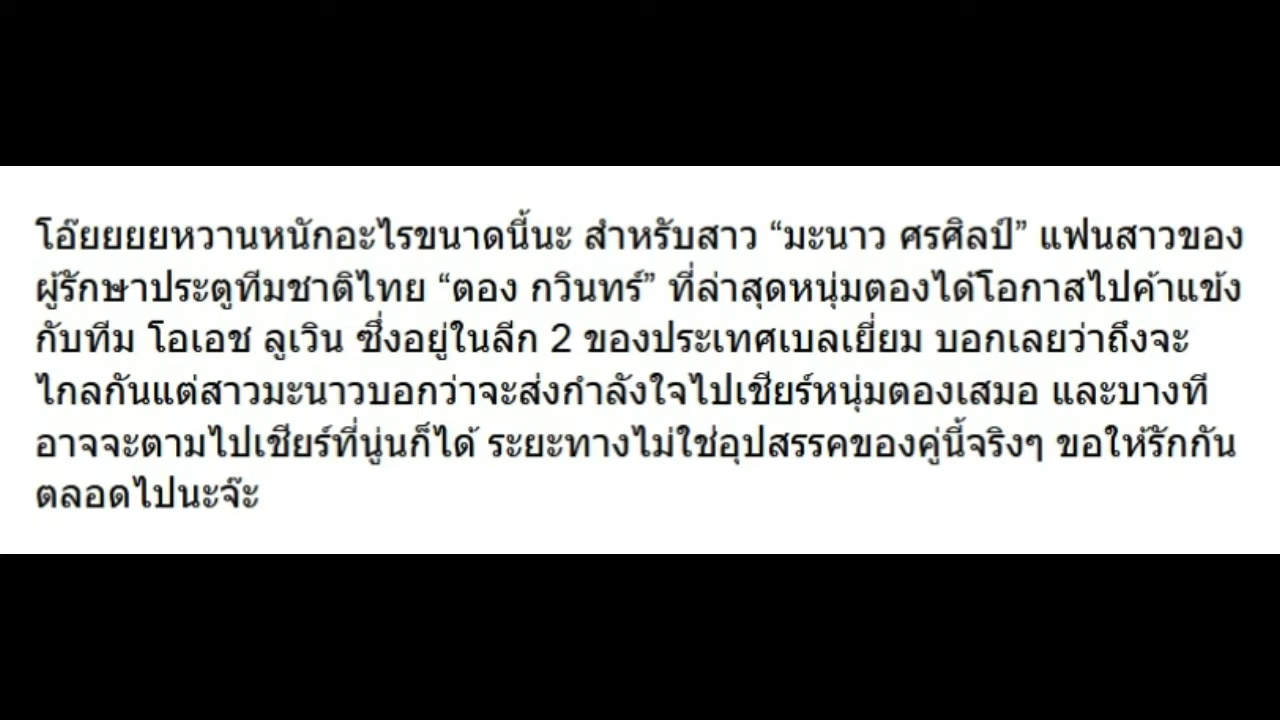 โอ๊ยยยยหวานหนักอะไรขนาดนี้นะ สำหรับสาว “มะนาว ศรศิลป์” แฟนสาวของ
ผู้รักษาประตูทีมชาติไทย “ตอง กวินทร์” ที่ล่าสุดหนุ่มตองได้โอกาสไปค้าแข้ง
กับทีม โอเอช ลูเวิน ซึ่งอยู่ในลีก 2 ของประเทศเบลเยี่ยม บอกเลยว่าถึงจะ
ไกลกันแต่สาวมะนาวบอกว่าจะส่งกำลังใจไปเชียร์หนุ่มตองเสมอ และบางที
อาจจะตามไปเชียร์ที่นู่นก็ได้ ระยะทางไม่ใช่อุปสรรคของคู่นี้จริงๆ ขอให้รักกัน
ตลอดไปนะจ๊ะ